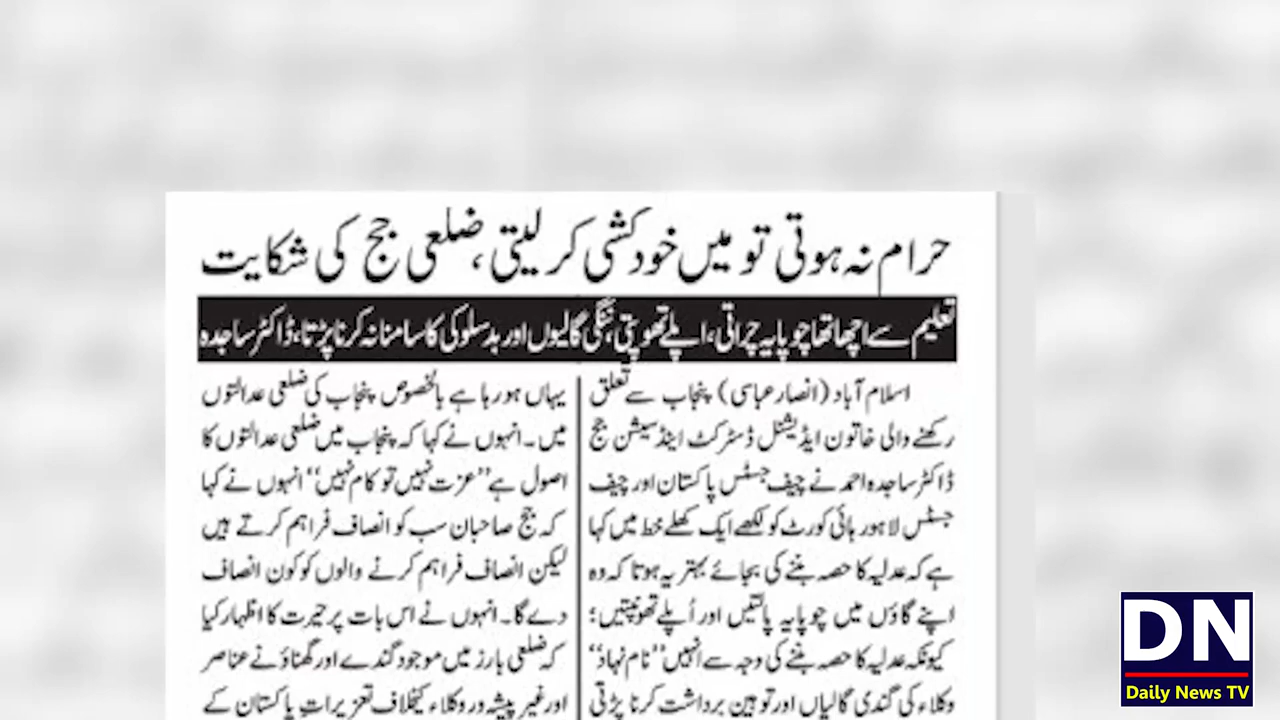 حرام نہ ہوتی تو میں خودکشی کر لیتی، ضلعی جج کی شکایت
تعلیم سے اچھا تھا چوپایہ چراتی، اپلے تھوپتی، ننگی گالیوں اور بدسلوکی کا سامنا نہ کرنا پڑتا، ڈاکٹر ساجدہ
اسلام آباد (انصار عباسی) پنجاب سے تعلق
رکھنے والی خاتون ایڈیشنل ڈسٹرکٹ اینڈ سیشن جج
ڈاکٹر ساجدہ احمد نے چیف جسٹس پاکستان اور چیف
جسٹس لاہور ہائی کورٹ کو لکھے ایک کھلے خط میں کہا
ہے کہ عدلیہ کا حصہ بننے کی بجائے بہتر یہ ہوتا کہ وہ
اپنے گاؤں میں چوپایہ پالتیں اور اُپلے تھونپتیں؛
کیونکہ عدلیہ کا حصہ بننے کی وجہ سے انہیں ’’نام نہاد‘‘
وکلاء کی گندی گالیاں اور توہین برداشت کرنا پڑتی
یہاں ہو رہا ہے بالخصوص پنجاب کی ضلعی عدالتوں
میں۔ انہوں نے کہا کہ پنجاب میں ضلعی عدالتوں کا
اصول ہے ’’عزت نہیں تو کام نہیں‘‘ انہوں نے کہا
کہ جج صاحبان سب کو انصاف فراہم کرتے ہیں
لیکن انصاف فراہم کرنے والوں کو کون انصاف
دے گا۔ انہوں نے اس بات پر حیرت کا اظہار کیا
کہ ضلعی بارز میں موجود گندے اور گھناؤنے عناصر
اور غیر پیشہ ور وکلاء کیخلاف تعزیرات پاکستان کے
DN
Daily News TV